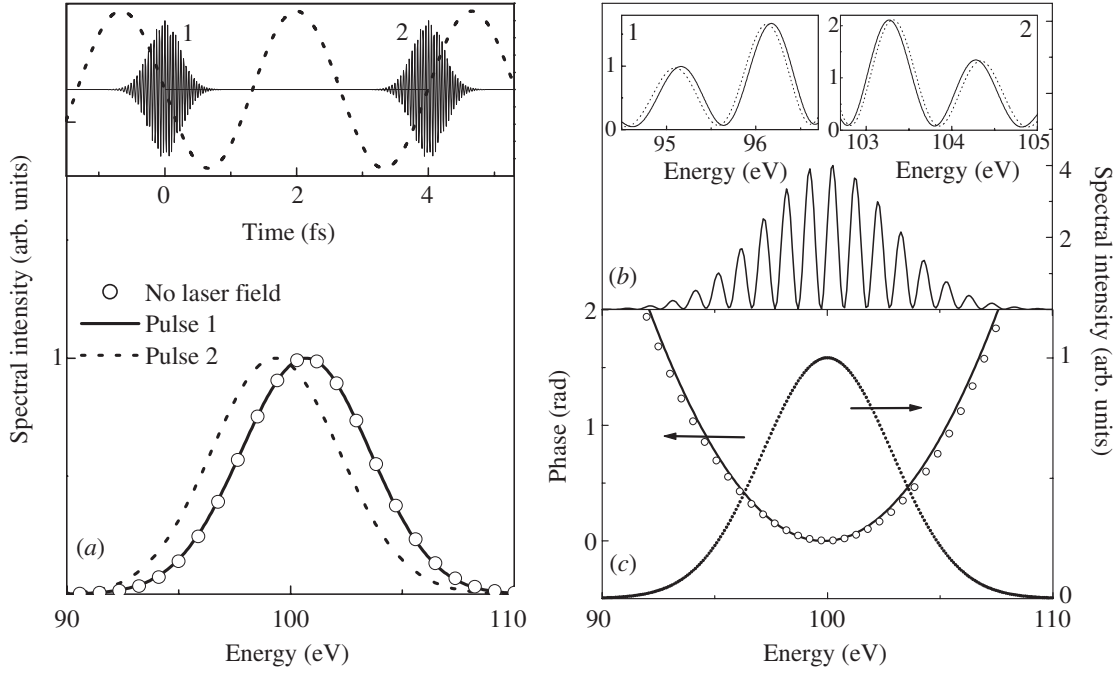 1
2
1
0
2
4
Time (fs)
Spectral intensity (arb. units)
No laser field
Pulse 1
Pulse 2
1
(a)
90
100
110
Energy (eV)
1
1
0
95
96
Energy (eV)
2
2
1
0
103
104
105
Energy (eV)
4
2
(b)
Spectral intensity (arb. units)
2
1
0
Phase (rad)
1
0
(c)
90
100
110
Energy (eV)